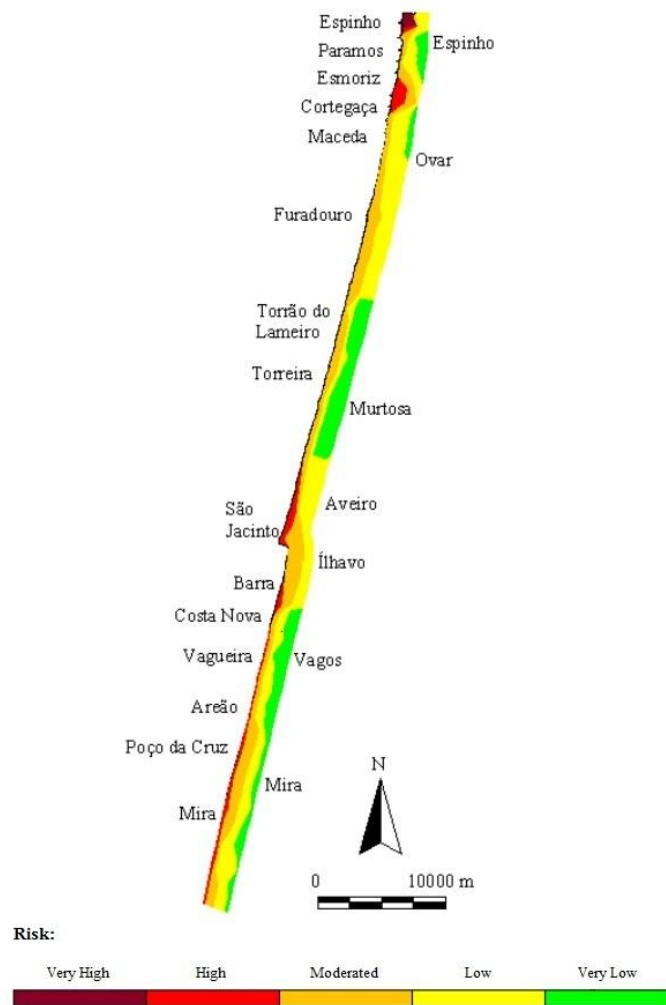 Espinho
Espinho
Paramos
Esmoriz
Cortegaça
Maceda
Ovar
Furadouro
Torrão do
Lameiro
Torreira
Murtosa
São
Jacinto
Aveiro
Ílhavo
Barra
Costa Nova
Vagueira
Vagos
Areão
Poço da Cruz
Mira
Mira
N
0 10000 m
Risk:
Very High High Moderated Low Very Low